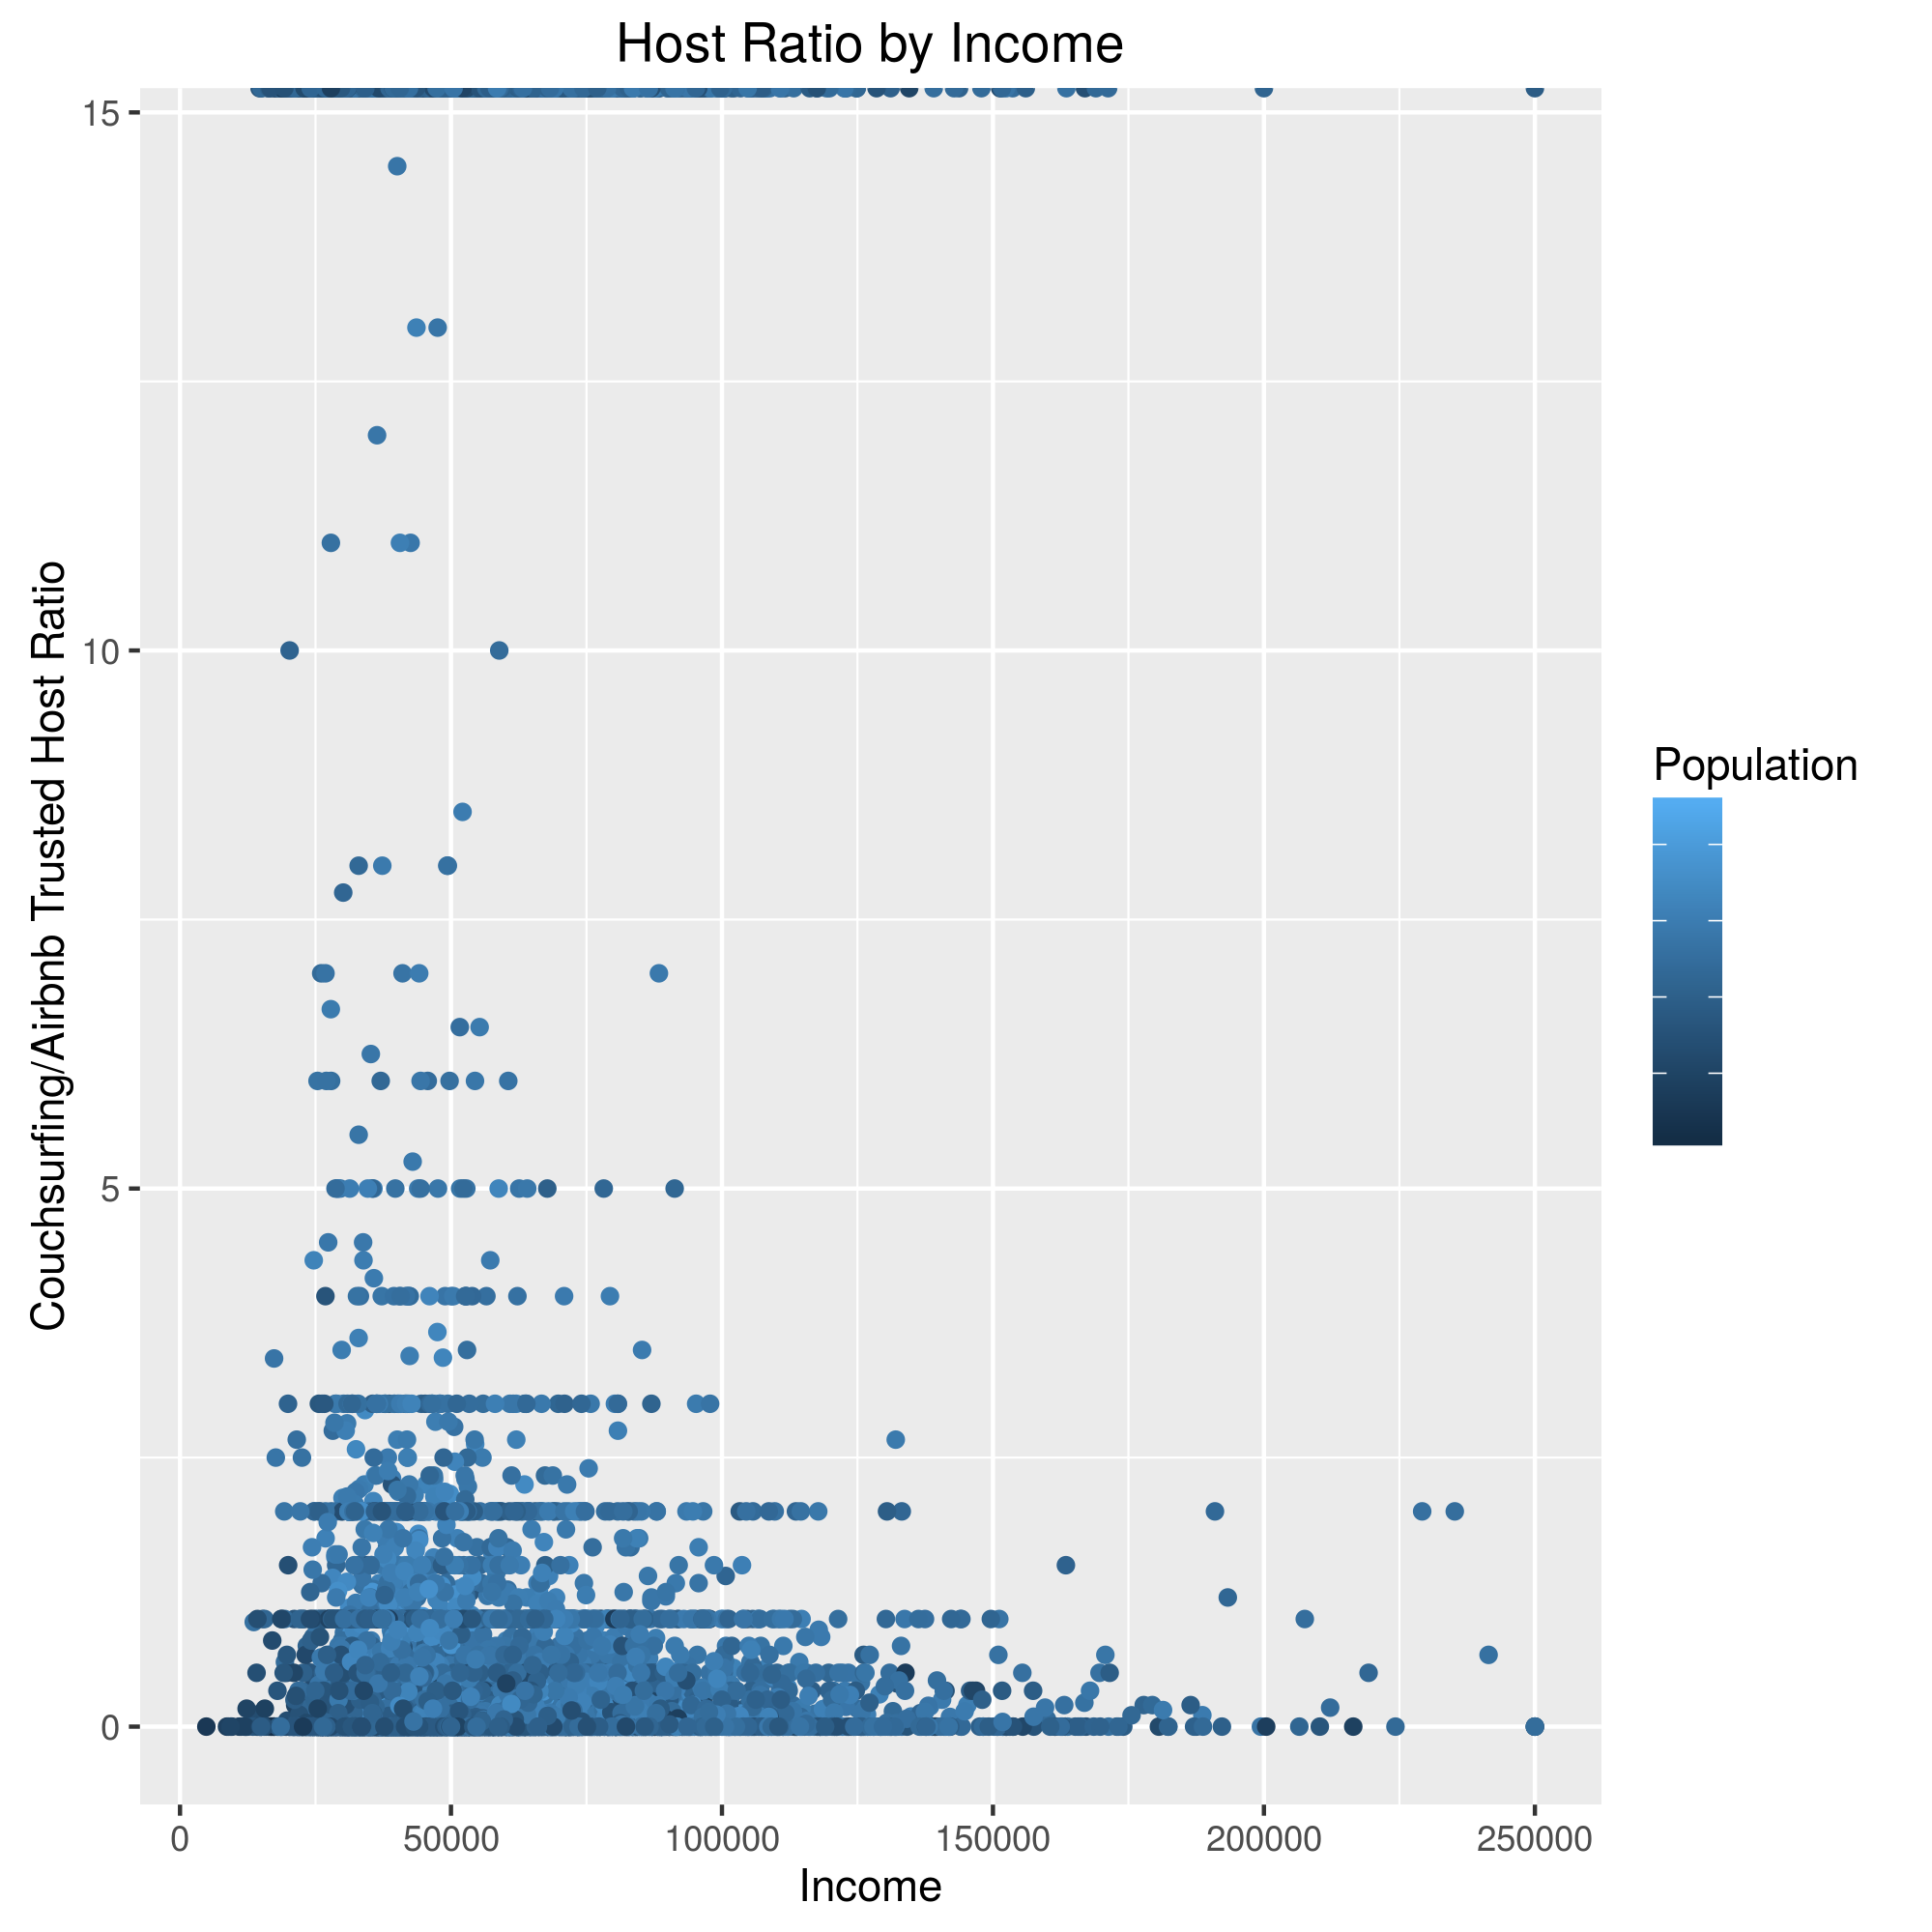 Host Ratio by Income
Couchsurfing/Airbnb Trusted Host Ratio
15
10
5
0
0 50000 100000 150000 200000 250000
Income
Population